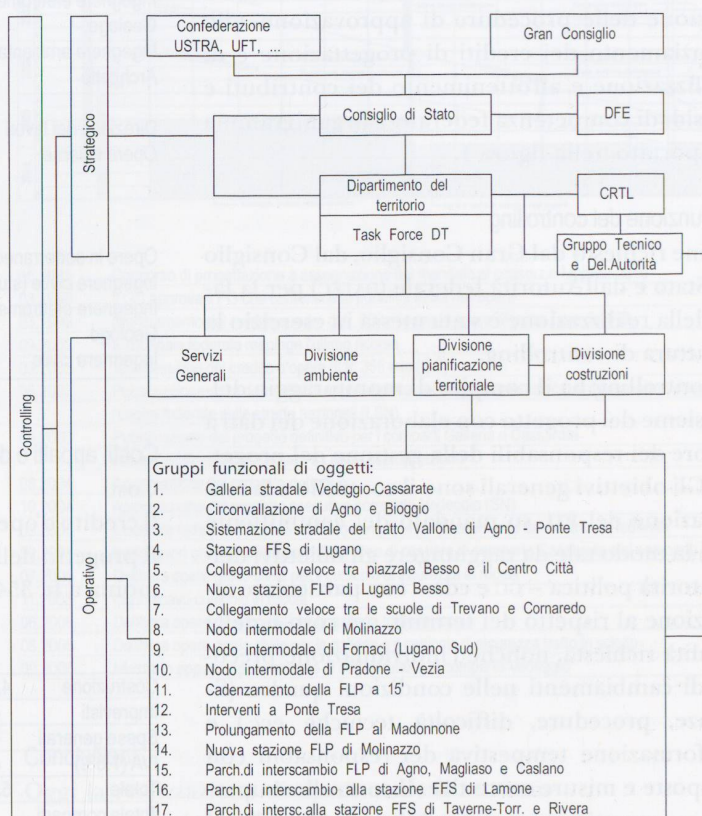 Confederazione
USTRA, UFT, ...
Gran Consiglio
Consiglio di Stato
DFE
Strategico
Dipartimento del
territorio
CRTL
Task Force DT
Gruppo Tecnico
e Del.Autorità
Servizi
Generali
Divisione
ambiente
Divisione
pianificazione
territoriale
Divisione
costruzioni
Controlling
Operativo
Gruppi funzionali di oggetti:
1. Galleria stradale Vedeggio-Cassarate
2. Circonvallazione di Agno e Bioggio
3. Sistemazione stradale del tratto Vallone di Agno - Ponte Tresa
4. Stazione FFS di Lugano
5. Collegamento veloce tra piazzale Besso e il Centro Città
6. Nuova stazione FLP di Lugano Besso
7. Collegamento veloce tra le scuole di Trevano e Cornaredo
8. Nodo intermodale di Molinazzo
9. Nodo intermodale di Fornaci (Lugano Sud)
10. Nodo intermodale di Pradone - Vezia
11. Cadenzamento della FLP a 15'
12. Interventi a Ponte Tresa
13. Prolungamento della FLP al Madonnone
14. Nuova stazione FLP di Molinazzo
15. Parch.di interscambio FLP di Agno, Magliaso e Caslano
16. Parch.di interscambio alla stazione FFS di Lamone
17. Parch.di intersc.alla stazione FFS di Taverne-Torr. e Rivera